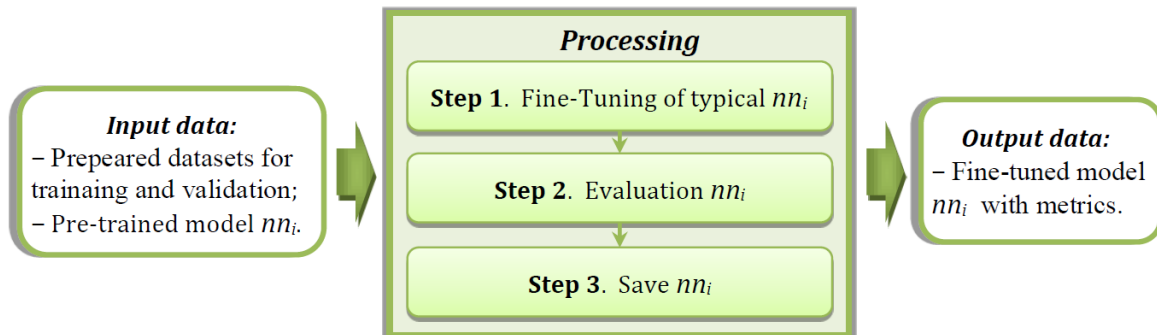 Input data:
– Prepeared datasets for
trainaing and validation;
– Pre-trained model nnᵢ.
Processing
Step 1. Fine-Tuning of typical nnᵢ
Step 2. Evaluation nnᵢ
Step 3. Save nnᵢ
Output data:
– Fine-tuned model
nnᵢ with metrics.